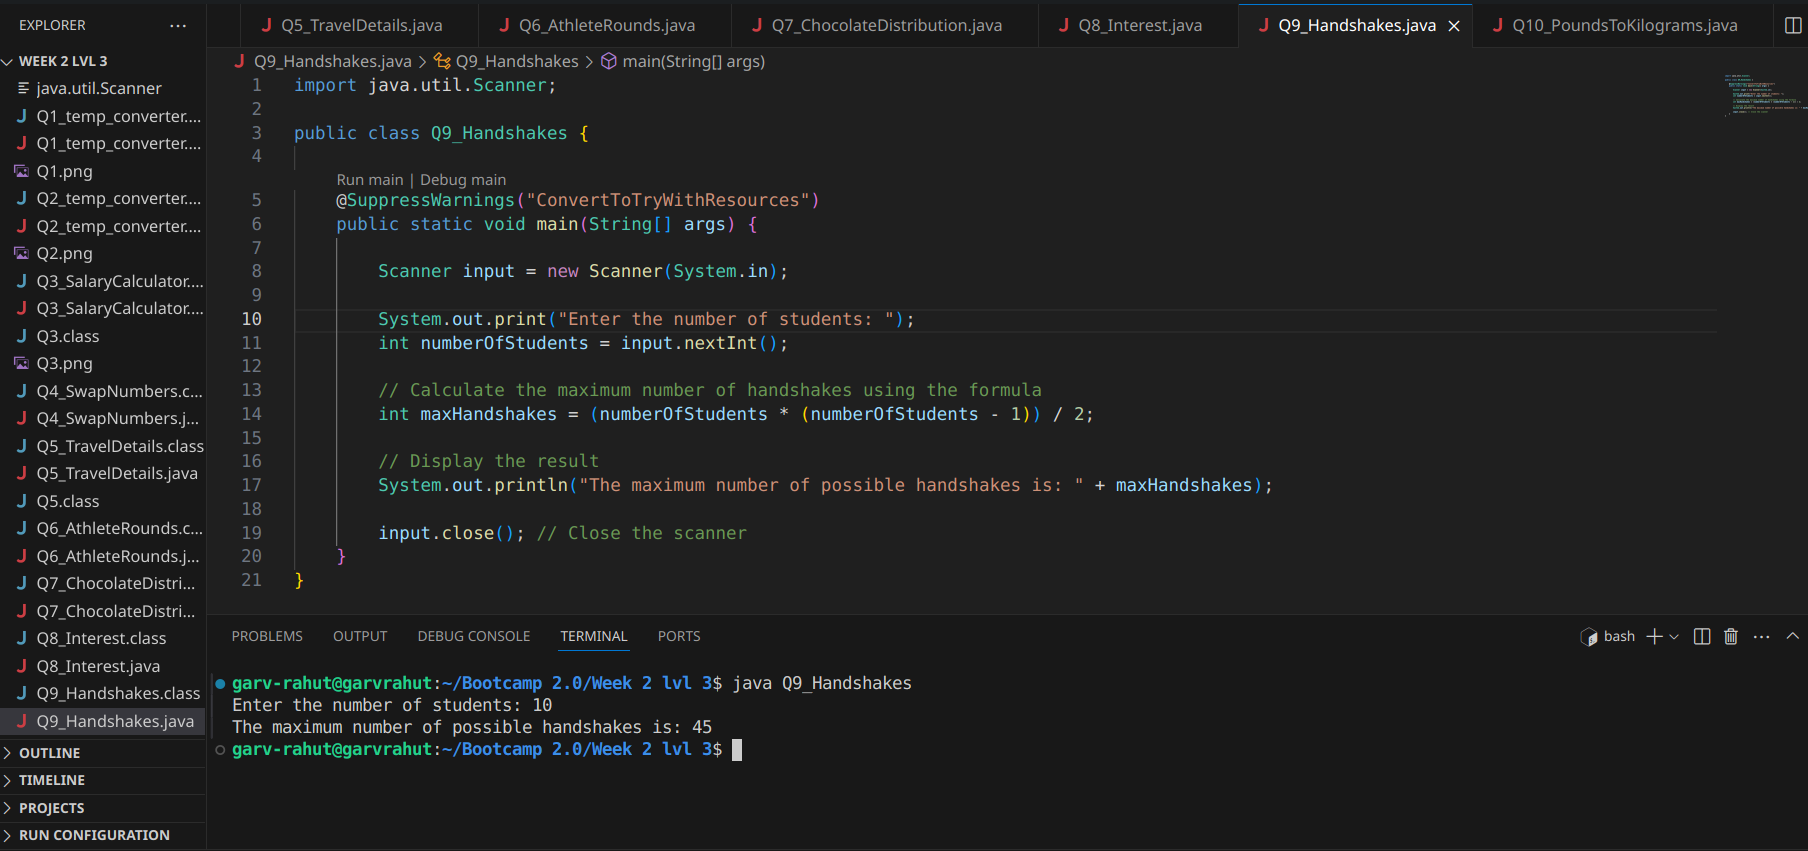 EXPLORER ...
WEEK 2 LVL 3
java.util.Scanner
Q1_temp_converter....
Q1_temp_converter....
Q1.png
Q2_temp_converter....
Q2_temp_converter....
Q2.png
Q3_SalaryCalculator....
Q3_SalaryCalculator....
Q3.class
Q3.png
Q4_SwapNumbers.c...
Q4_SwapNumbers.j...
Q5_TravelDetails.class
Q5_TravelDetails.java
Q5.class
Q6_AthleteRounds.c...
Q6_AthleteRounds.j...
Q7_ChocolateDistri...
Q7_ChocolateDistri...
Q8_Interest.class
Q8_Interest.java
Q9_Handshakes.class
Q9_Handshakes.java
OUTLINE
TIMELINE
PROJECTS
RUN CONFIGURATION
Q5_TravelDetails.java Q6_AthleteRounds.java Q7_ChocolateDistribution.java Q8_Interest.java Q9_Handshakes.java Q10_PoundsToKilograms.java
Q9_Handshakes.java > Q9_Handshakes > main(String[] args)
1 import java.util.Scanner;
2
3 public class Q9_Handshakes {
4
Run main | Debug main
5 @SuppressWarnings("ConvertToTryWithResources")
6 public static void main(String[] args) {
7
8 Scanner input = new Scanner(System.in);
9
10 System.out.print("Enter the number of students: ");
11 int numberOfStudents = input.nextInt();
12
13 // Calculate the maximum number of handshakes using the formula
14 int maxHandshakes = (numberOfStudents * (numberOfStudents - 1)) / 2;
15
16 // Display the result
17 System.out.println("The maximum number of possible handshakes is: " + maxHandshakes);
18
19 input.close(); // Close the scanner
20 }
21 }
PROBLEMS OUTPUT DEBUG CONSOLE TERMINAL PORTS bash
garv-rahut@garvrahut:~/Bootcamp 2.0/Week 2 lvl 3$ java Q9_Handshakes
Enter the number of students: 10
The maximum number of possible handshakes is: 45
garv-rahut@garvrahut:~/Bootcamp 2.0/Week 2 lvl 3$